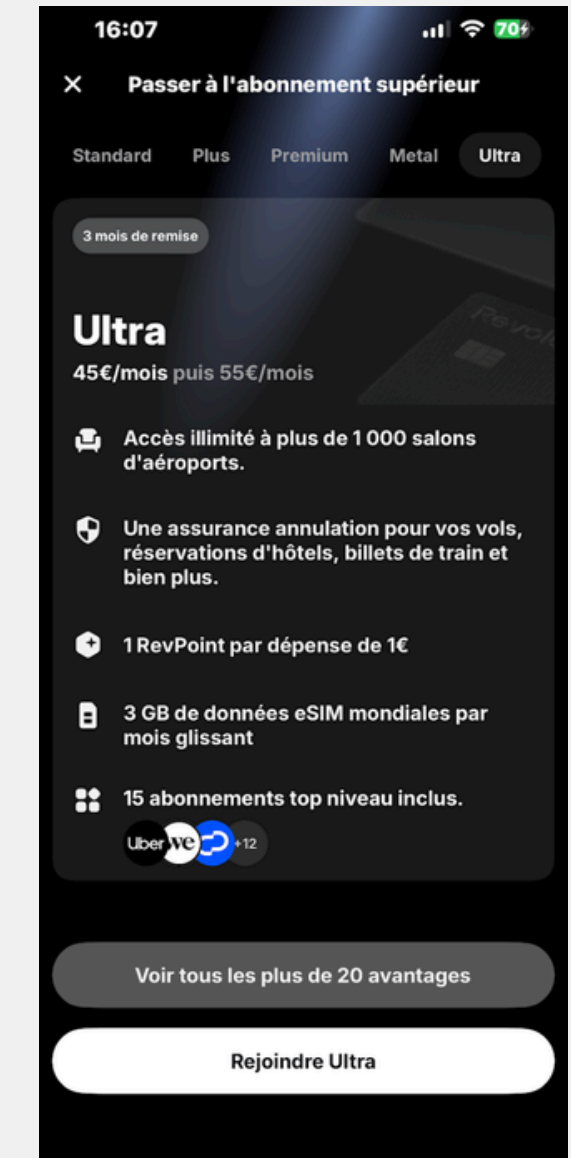 16:07
70
Passer à l'abonnement supérieur
Standard Plus Premium Metal Ultra
3 mois de remise
Revol
Ultra
45€/mois puis 55€/mois
Accès illimité à plus de 1 000 salons
d'aéroports.
Une assurance annulation pour vos vols,
réservations d'hôtels, billets de train et
bien plus.
1 RevPoint par dépense de 1€
3 GB de données eSIM mondiales par
mois glissant
15 abonnements top niveau inclus.
Uber we +12
Voir tous les plus de 20 avantages
Rejoindre Ultra